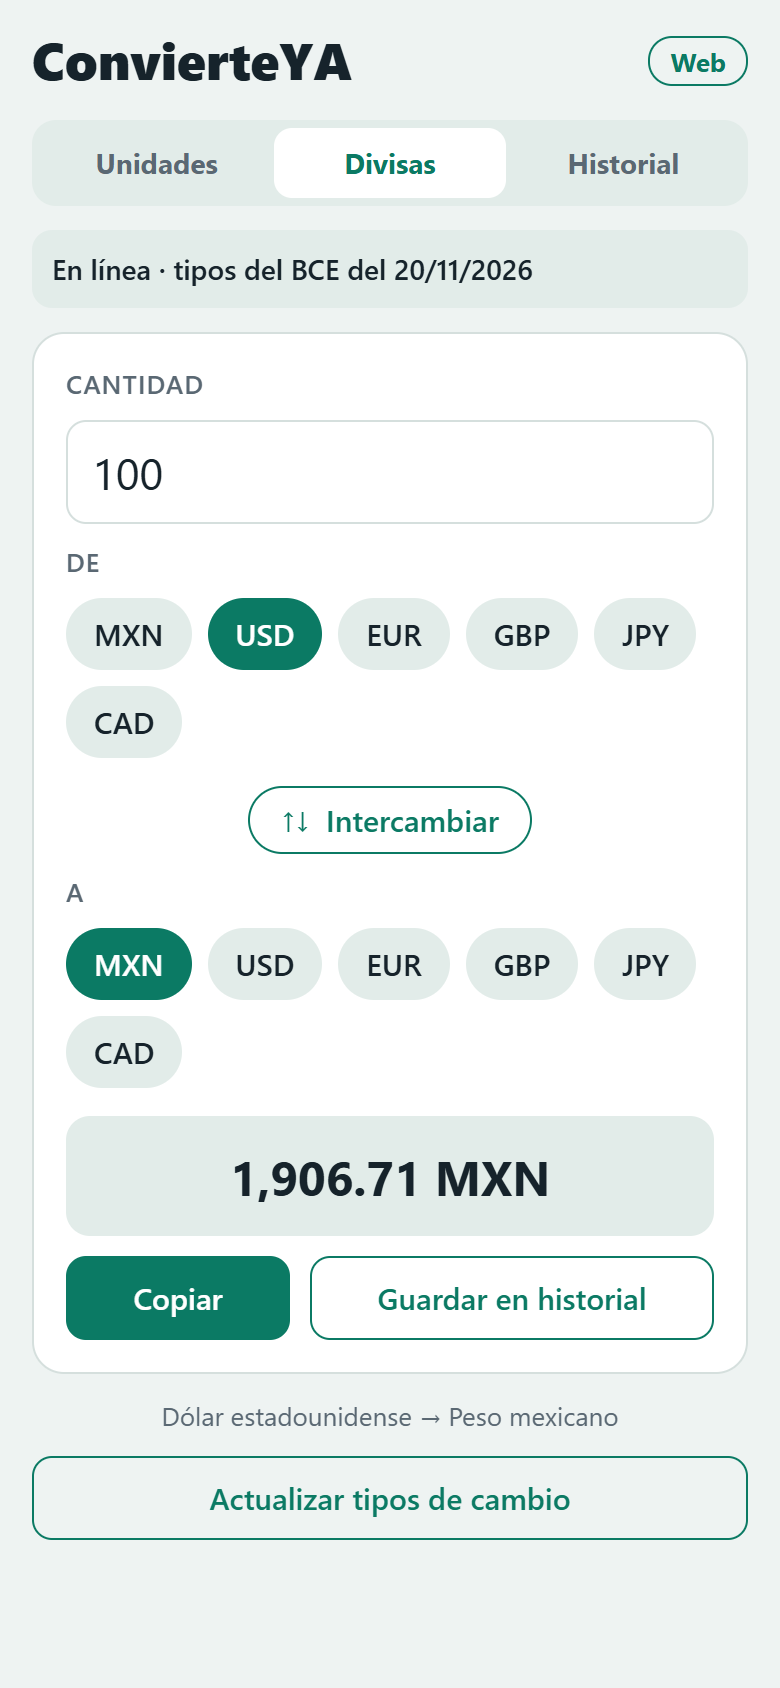 ConvierteYA
Web
Unidades Divisas Historial
En línea · tipos del BCE del 20/11/2026
CANTIDAD
100
DE
MXN USD EUR GBP JPY
CAD
↑↓ Intercambiar
A
MXN USD EUR GBP JPY
CAD
1,906.71 MXN
Copiar Guardar en historial
Dólar estadounidense → Peso mexicano
Actualizar tipos de cambio